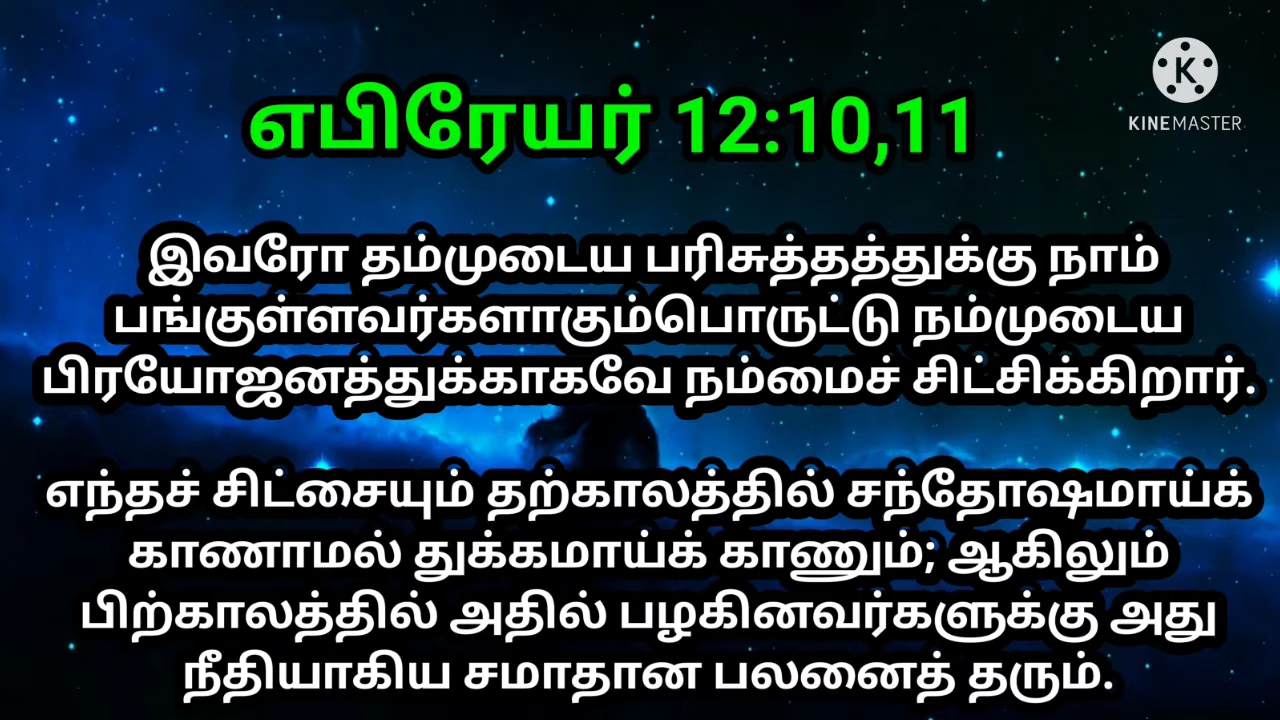 எபிரேயர் 12:10,11
K
KINEMASTER
இவரோ தம்முடைய பரிசுத்தத்துக்கு நாம்
பங்குள்ளவர்களாகும்பொருட்டு நம்முடைய
பிரயோஜனத்துக்காகவே நம்மைச் சிட்சிக்கிறார்.
எந்தச் சிட்சையும் தற்காலத்தில் சந்தோஷமாய்க்
காணாமல் துக்கமாய்க் காணும்; ஆகிலும்
பிற்காலத்தில் அதில் பழகினவர்களுக்கு அது
நீதியாகிய சமாதான பலனைத் தரும்.